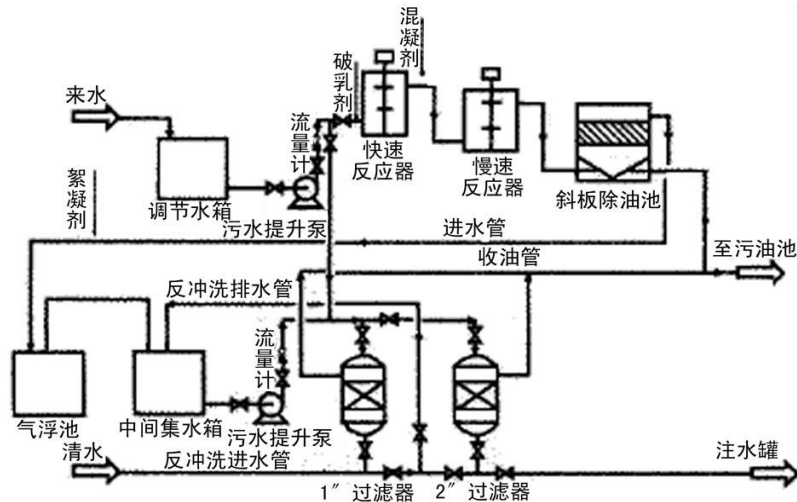 混凝剂
破乳剂
来水
流量计
快速
反应器
慢速
反应器
斜板除油池
调节水箱
絮凝剂
污水提升泵
进水管
收油管
至污油池
反冲洗排水管
流量计
气浮池
中间集水箱
污水提升泵
清水
反冲洗进水管
1″ 过滤器
2″ 过滤器
注水罐